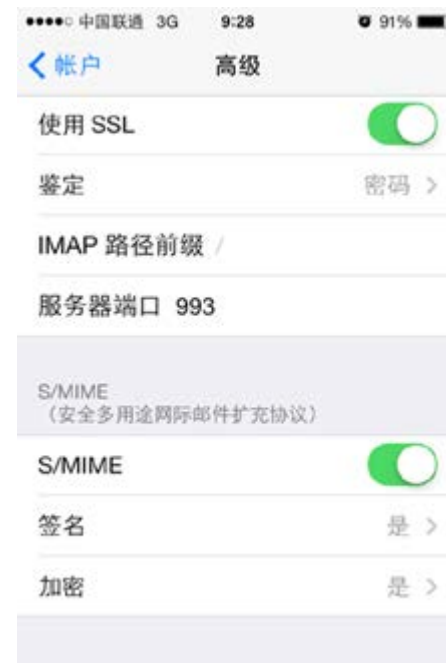 中国联通 3G 9:28 91%
帐户 高级
使用 SSL
鉴定 密码
IMAP 路径前缀 /
服务器端口 993
S/MIME
（安全多用途网际邮件扩充协议）
S/MIME
签名 是
加密 是